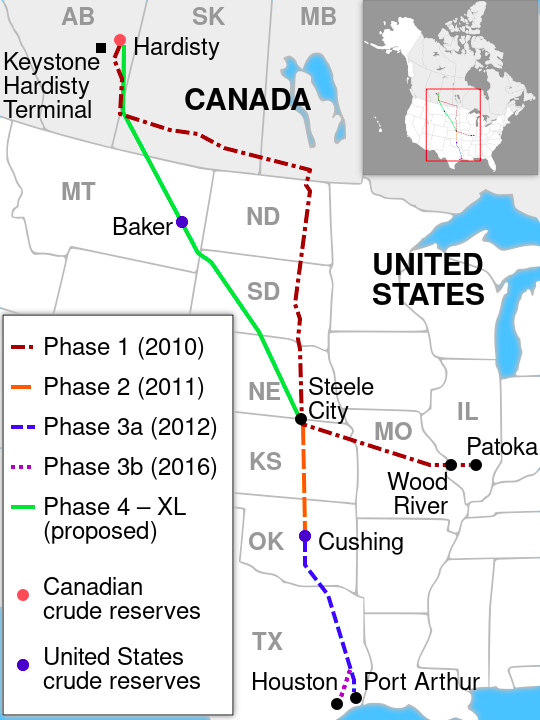 AB
SK
MB
Hardisty
Keystone
Hardisty
Terminal
CANADA
MT
ND
Baker
UNITED
STATES
SD
Phase 1 (2010)
Phase 2 (2011)
Phase 3a (2012)
Phase 3b (2016)
Phase 4 – XL
(proposed)
Canadian
crude reserves
United States
crude reserves
NE
Steele
City
IL
MO
Patoka
KS
Wood
River
OK
Cushing
TX
Houston
Port Arthur